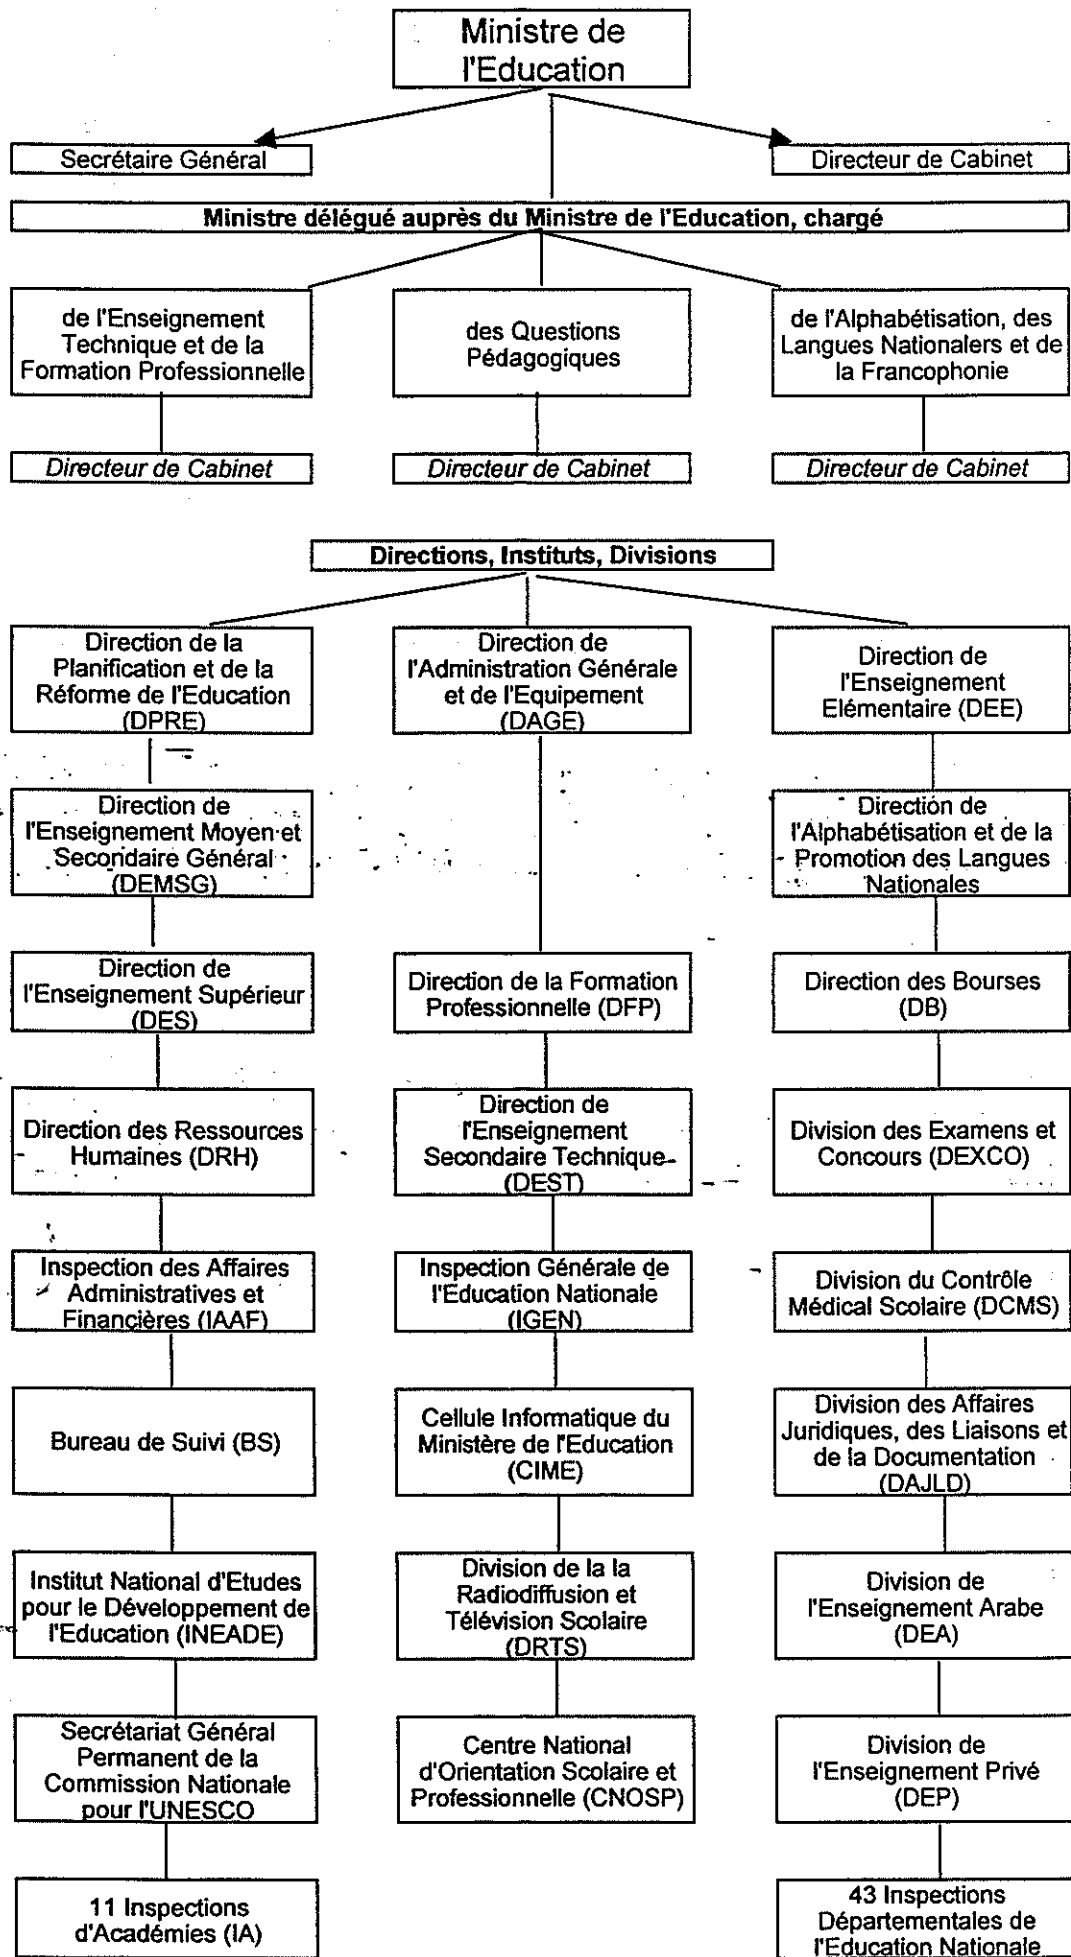 Ministre de
l'Education
Secrétaire Général
Directeur de Cabinet
Ministre délégué auprès du Ministre de l'Education, chargé
de l'Enseignement
Technique et de la
Formation Professionnelle
des Questions
Pédagogiques
de l'Alphabétisation, des
Langues Nationalers et de
la Francophonie
Directeur de Cabinet
Directeur de Cabinet
Directeur de Cabinet
Directions, Instituts, Divisions
Direction de la
Planification et de la
Réforme de l'Education
(DPRE)
Direction de
l'Administration Générale
et de l'Equipement
(DAGE)
Direction de
l'Enseignement
Elémentaire (DEE)
Direction de
l'Enseignement Moyen et
Secondaire Général
(DEMSG)
Direction de
l'Alphabétisation et de la
Promotion des Langues
Nationales
Direction de
l'Enseignement Supérieur
(DES)
Direction de la Formation
Professionnelle (DFP)
Direction des Bourses
(DB)
Direction des Ressources
Humaines (DRH)
Direction de
l'Enseignement
Secondaire Technique
(DEST)
Division des Examens et
Concours (DEXCO)
Inspection des Affaires
Administratives et
Financières (IAAF)
Inspection Générale de
l'Education Nationale
(IGEN)
Division du Contrôle
Médical Scolaire (DCMS)
Bureau de Suivi (BS)
Cellule Informatique du
Ministère de l'Education
(CIME)
Division des Affaires
Juridiques, des Liaisons et
de la Documentation
(DAJLD)
Institut National d'Etudes
pour le Développement de
l'Education (INEADE)
Division de la la
Radiodiffusion et
Télévision Scolaire
(DRTS)
Division de
l'Enseignement Arabe
(DEA)
Secrétariat Général
Permanent de la
Commission Nationale
pour l'UNESCO
Centre National
d'Orientation Scolaire et
Professionnelle (CNOSP)
Division de
l'Enseignement Privé
(DEP)
11 Inspections
d'Académies (IA)
43 Inspections
Départementales de
l'Education Nationale